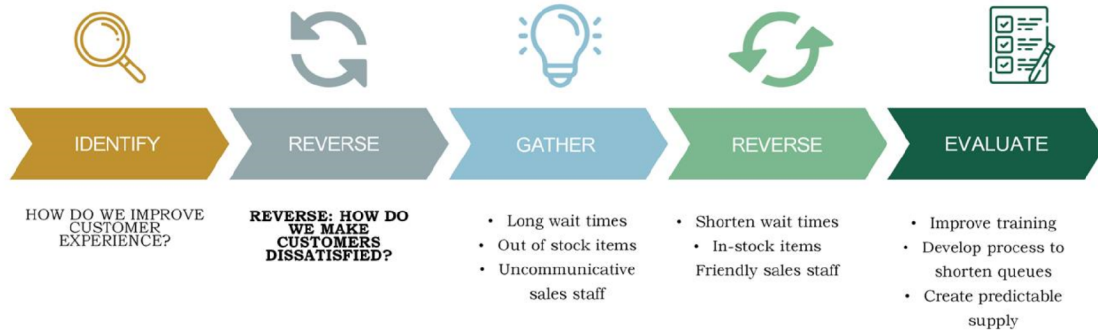 IDENTIFY
REVERSE
GATHER
REVERSE
EVALUATE
HOW DO WE IMPROVE
CUSTOMER
EXPERIENCE?
REVERSE: HOW DO
WE MAKE
CUSTOMERS
DISSATISFIED?
• Long wait times
• Out of stock items
• Uncommunicative
sales staff
• Shorten wait times
• In-stock items
Friendly sales staff
• Improve training
• Develop process to
shorten queues
• Create predictable
supply